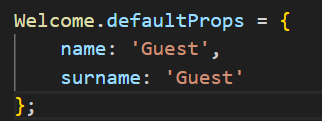 Welcome.defaultProps = {
    name: 'Guest',
    surname: 'Guest'
};